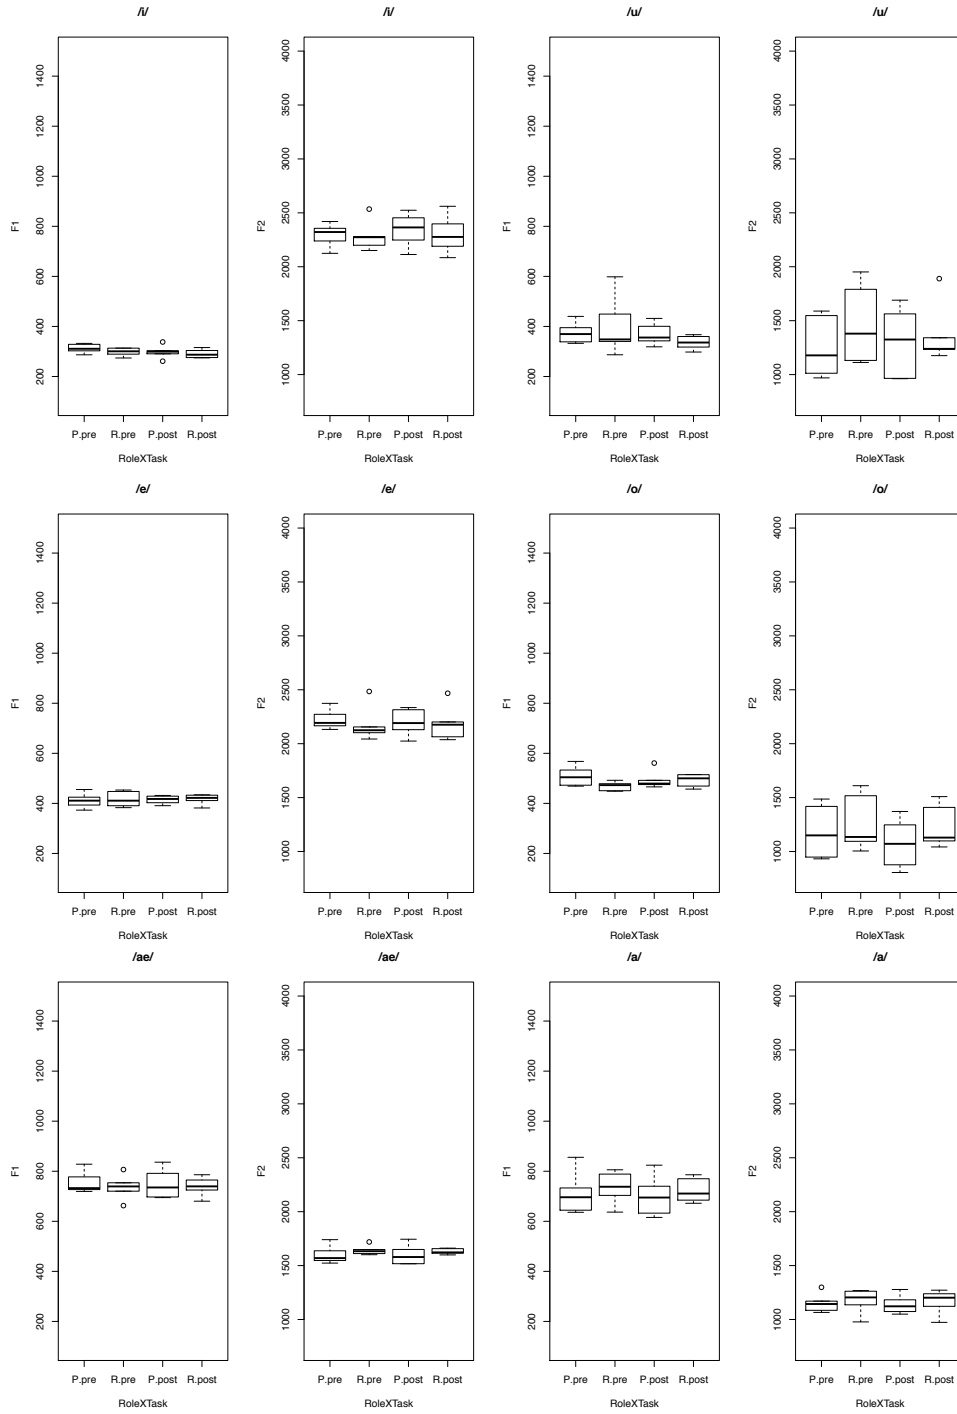 /i/ /i/ /u/ /u/
F1 200 400 600 800 1000 1200 1400
F2 1000 1500 2000 2500 3000 3500 4000
F1 200 400 600 800 1000 1200 1400
F2 1000 1500 2000 2500 3000 3500 4000
P.pre R.pre P.post R.post P.pre R.pre P.post R.post P.pre R.pre P.post R.post P.pre R.pre P.post R.post
RoleXTask RoleXTask RoleXTask RoleXTask
/e/ /e/ /o/ /o/
F1 200 400 600 800 1000 1200 1400
F2 1000 1500 2000 2500 3000 3500 4000
F1 200 400 600 800 1000 1200 1400
F2 1000 1500 2000 2500 3000 3500 4000
P.pre R.pre P.post R.post P.pre R.pre P.post R.post P.pre R.pre P.post R.post P.pre R.pre P.post R.post
RoleXTask RoleXTask RoleXTask RoleXTask
/ae/ /ae/ /a/ /a/
F1 200 400 600 800 1000 1200 1400
F2 1000 1500 2000 2500 3000 3500 4000
F1 200 400 600 800 1000 1200 1400
F2 1000 1500 2000 2500 3000 3500 4000
P.pre R.pre P.post R.post P.pre R.pre P.post R.post P.pre R.pre P.post R.post P.pre R.pre P.post R.post
RoleXTask RoleXTask RoleXTask RoleXTask